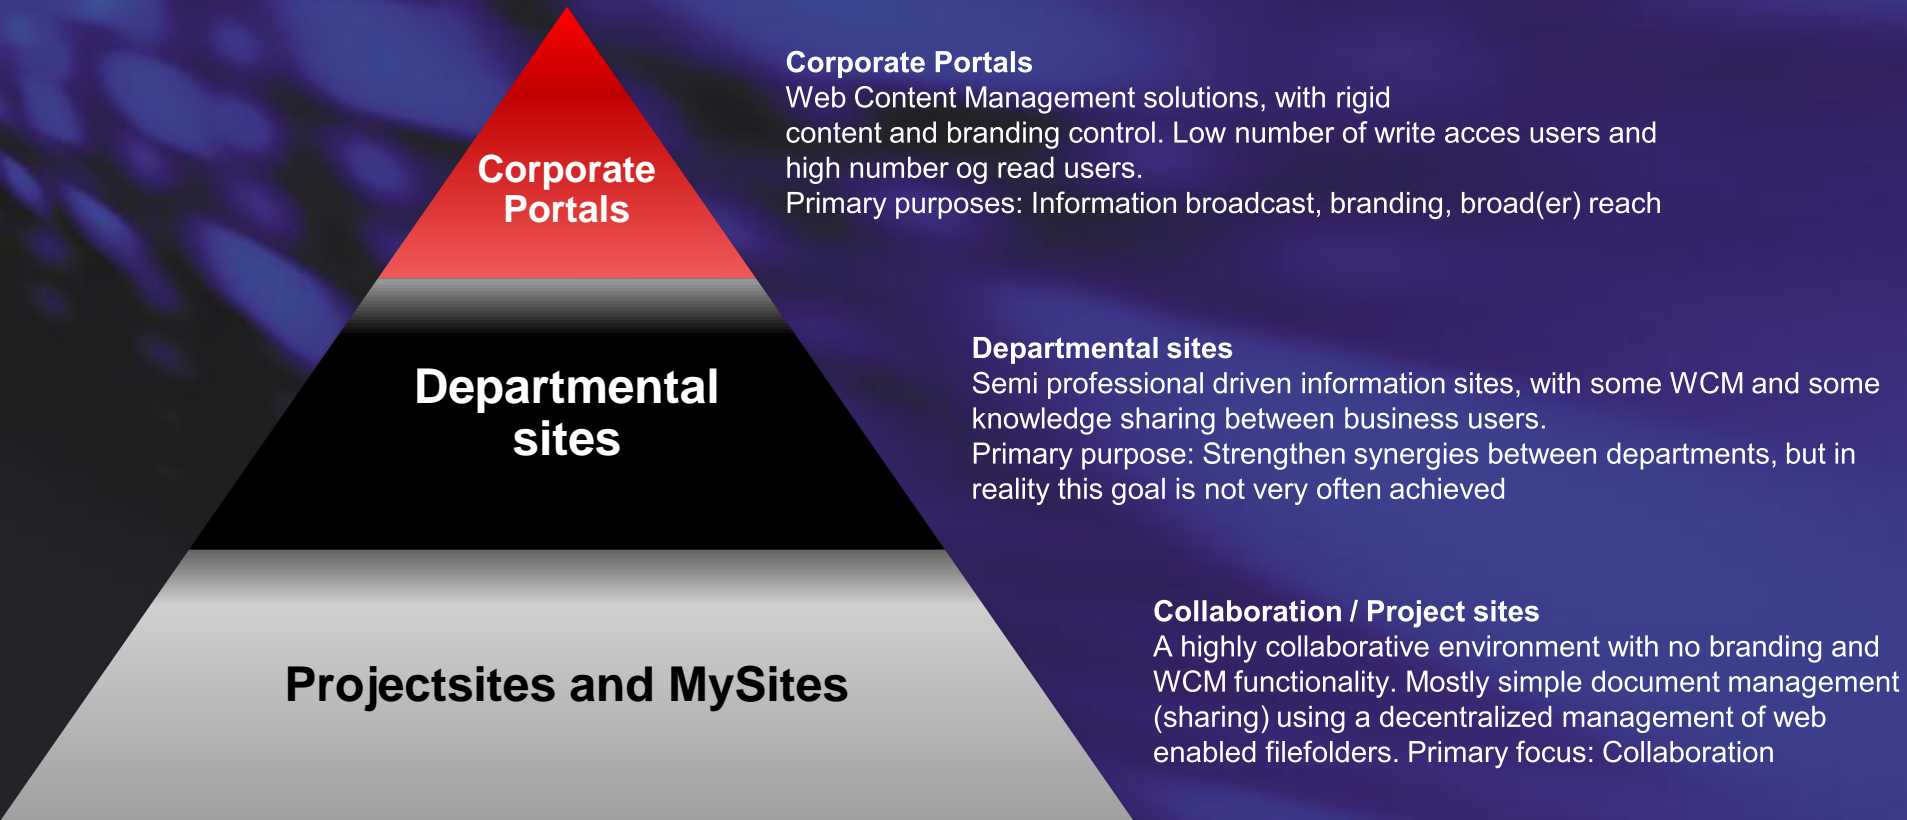 Corporate
Portals
Departmental
sites
Projectsites and MySites
Corporate Portals
Web Content Management solutions, with rigid
content and branding control. Low number of write acces users and
high number og read users.
Primary purposes: Information broadcast, branding, broad(er) reach
Departmental sites
Semi professional driven information sites, with some WCM and some
knowledge sharing between business users.
Primary purpose: Strengthen synergies between departments, but in
reality this goal is not very often achieved
Collaboration / Project sites
A highly collaborative environment with no branding and
WCM functionality. Mostly simple document management
(sharing) using a decentralized management of web
enabled filefolders. Primary focus: Collaboration